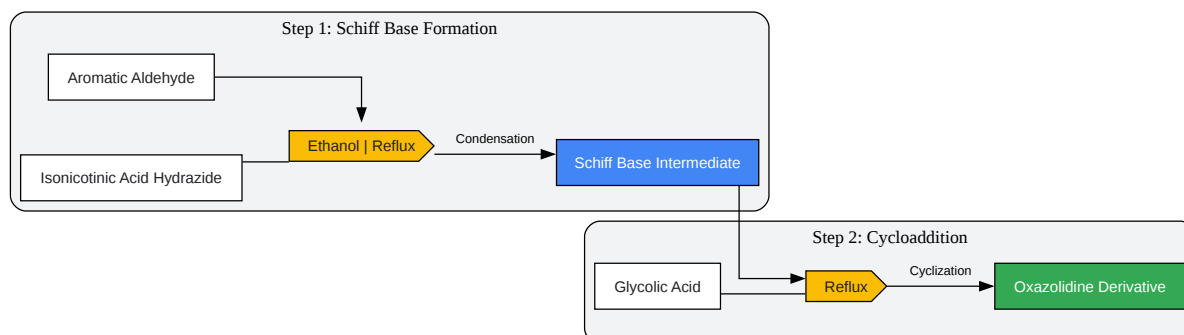 Step 1: Schiff Base Formation
Aromatic Aldehyde
Ethanol | Reflux
Condensation
Isonicotinic Acid Hydrazide
Schiff Base Intermediate
Step 2: Cycloaddition
Glycolic Acid
Reflux
Cyclization
Oxazolidine Derivative